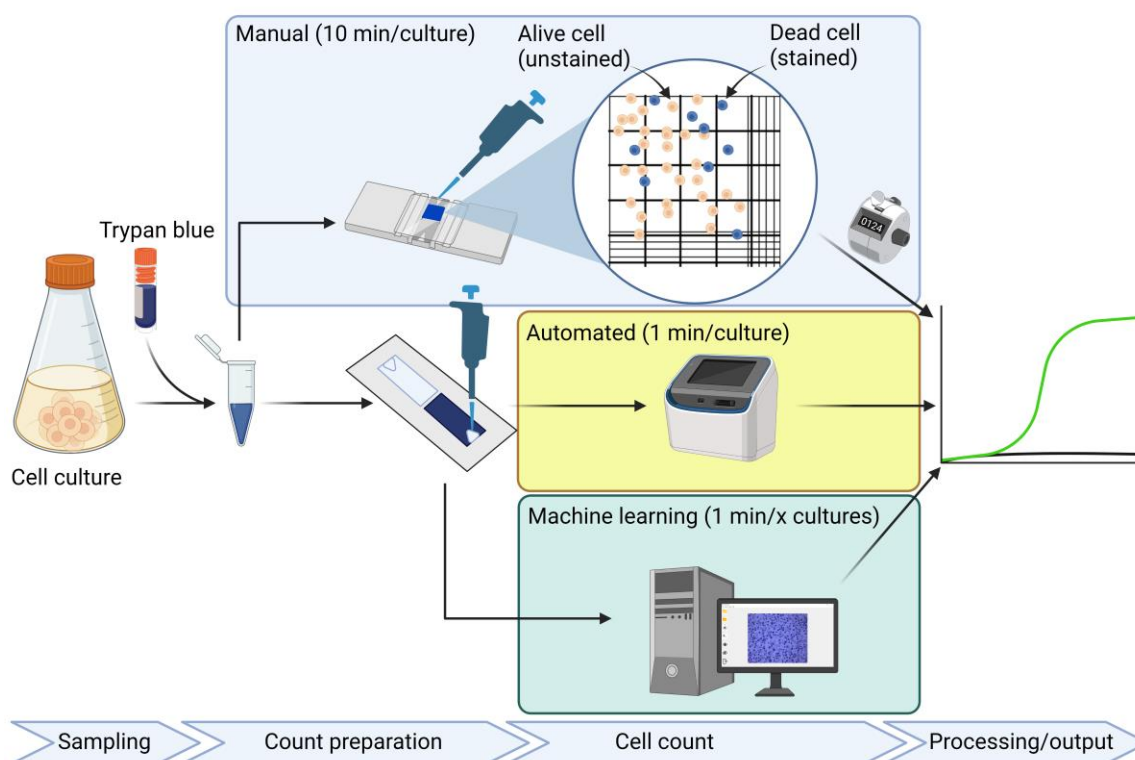 Manual (10 min/culture)
Alive cell
(unstained)
Dead cell
(stained)
0124
Trypan blue
Cell culture
Automated (1 min/culture)
Machine learning (1 min/x cultures)
Sampling
Count preparation
Cell count
Processing/output